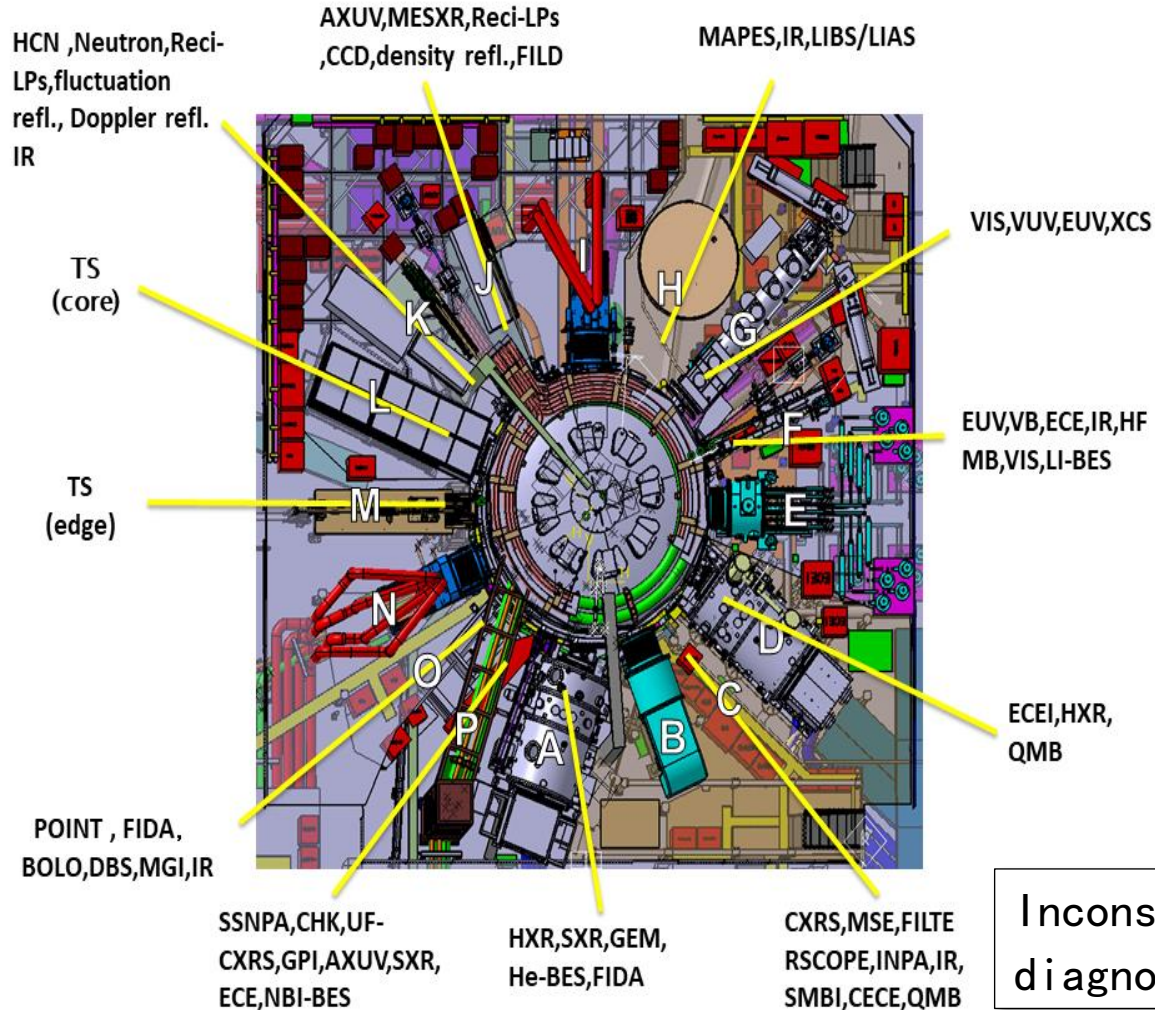 AXUV,MESXR,Reci-LPs
,CCD,density refl.,FILD
HCN ,Neutron,Reci-
LPs,fluctuation
refl., Doppler refl.
IR
MAPES,IR,LIBS/LIAS
VIS,VUV,EUV,XCS
TS
(core)
EUV,VB,ECE,IR,HF
MB,VIS,LI-BES
TS
(edge)
I
H
J
G
K
F
L
E
M
ECEI
ECEI
N
D
O
C
P
A
B
ECEI,HXR,
QMB
POINT , FIDA,
BOLO,DBS,MGI,IR
SSNPA,CHK,UF-
CXRS,GPI,AXUV,SXR,
ECE,NBI-BES
HXR,SXR,GEM,
He-BES,FIDA
CXRS,MSE,FILTE
RSCOPE,INPA,IR,
SMBI,CECE,QMB
Incons
diagno